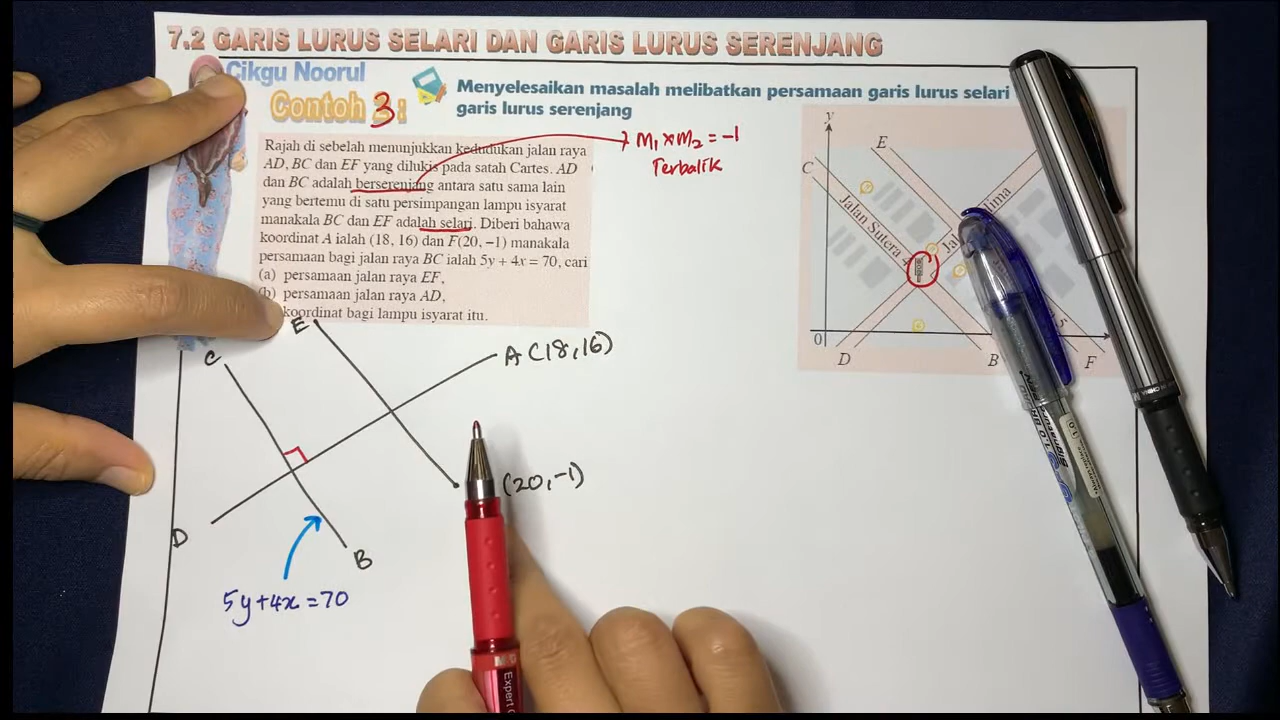 7.2 GARIS LURUS SELARI DAN GARIS LURUS SERENJANG
Cikgu Noorul
Contoh 3:
Menyelesaikan masalah melibatkan persamaan garis lurus selari
garis lurus serenjang
Rajah di sebelah menunjukkan kedudukan jalan raya
AD, BC dan EF yang dilukis pada satah Cartes. AD
dan BC adalah berserenjang antara satu sama lain
yang bertemu di satu persimpangan lampu isyarat
manakala BC dan EF adalah selari. Diberi bahawa
koordinat A ialah (18, 16) dan F(20, −1) manakala
persamaan bagi jalan raya BC ialah 5y + 4x = 70, cari
(a) persamaan jalan raya EF,
(b) persamaan jalan raya AD,
koordinat bagi lampu isyarat itu.
m₁ × m₂ = −1
Terbalik
y
E
C
Jalan Sutera 4
lima
0
D
B
F
5
E
C
A (18, 16)
(20, −1)
D
B
5y + 4x = 70